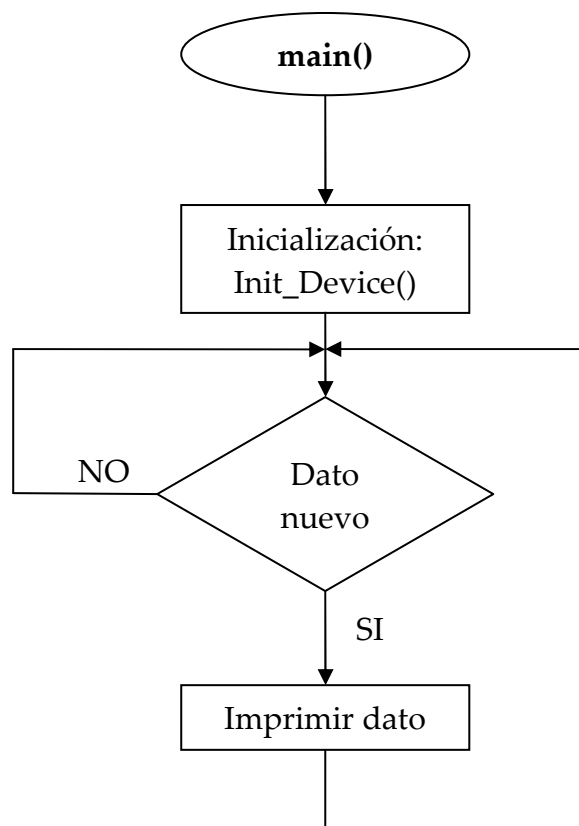 main()
Inicialización:
Init_Device()
NO
Dato
nuevo
SI
Imprimir dato